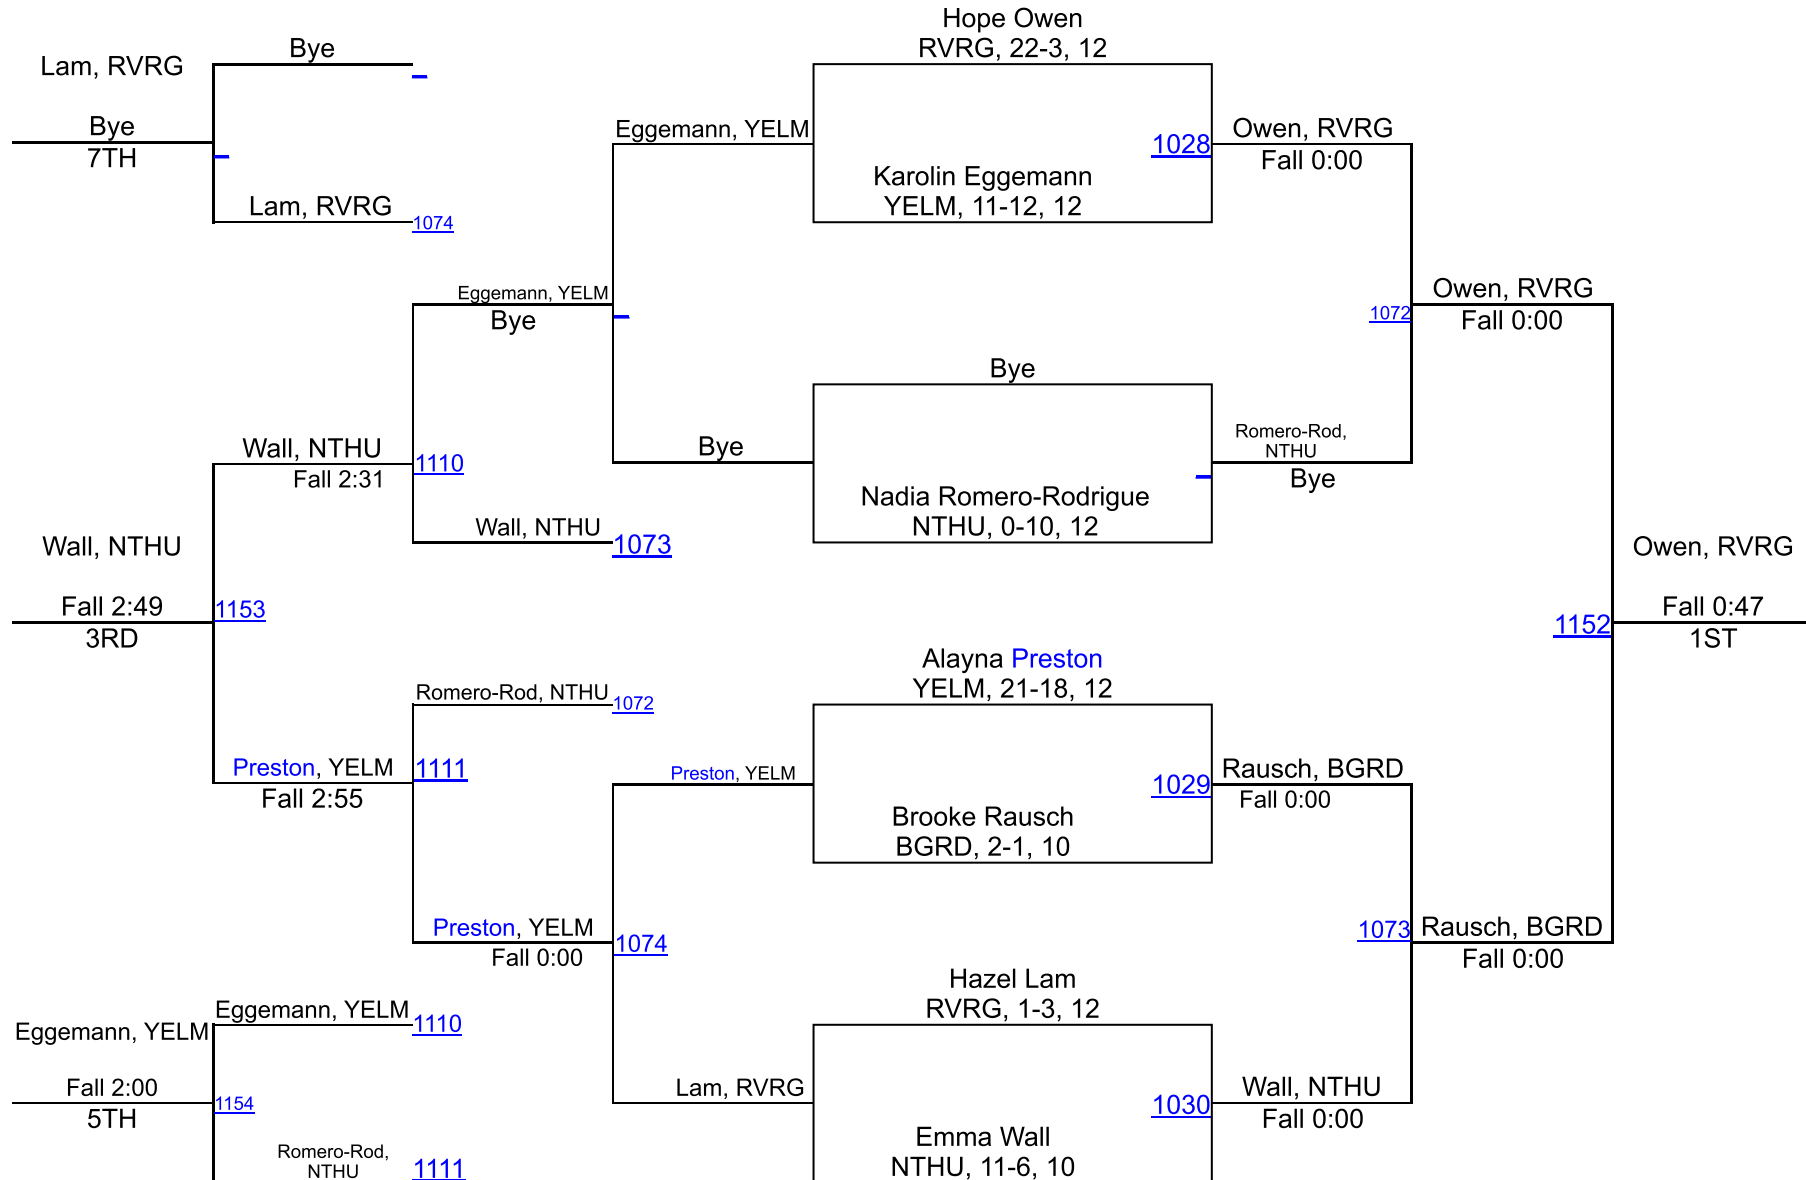 Hope Owen
RVRG, 22-3, 12
Bye
Lam, RVRG
Bye
7TH
Lam, RVRG
1074
Eggemann, YELM
Karolin Eggemann
YELM, 11-12, 12
1028
Owen, RVRG
Fall 0:00
Eggemann, YELM
Bye
1072
Owen, RVRG
Fall 0:00
Bye
Bye
Romero-Rod,
NTHU
Bye
Wall, NTHU
Fall 2:31
1110
Nadia Romero-Rodrigue
NTHU, 0-10, 12
Wall, NTHU
1073
Wall, NTHU
Fall 2:49
3RD
1153
Owen, RVRG
Fall 0:47
1ST
1152
Alayna Preston
YELM, 21-18, 12
Romero-Rod, NTHU
1072
Preston, YELM
Fall 2:55
1111
Preston, YELM
1029
Rausch, BGRD
Fall 0:00
Brooke Rausch
BGRD, 2-1, 10
Preston, YELM
Fall 0:00
1074
1073
Rausch, BGRD
Fall 0:00
Hazel Lam
RVRG, 1-3, 12
Eggemann, YELM
1110
Eggemann, YELM
Fall 2:00
5TH
1154
Lam, RVRG
1030
Wall, NTHU
Fall 0:00
Emma Wall
NTHU, 11-6, 10
Romero-Rod,
NTHU
1111